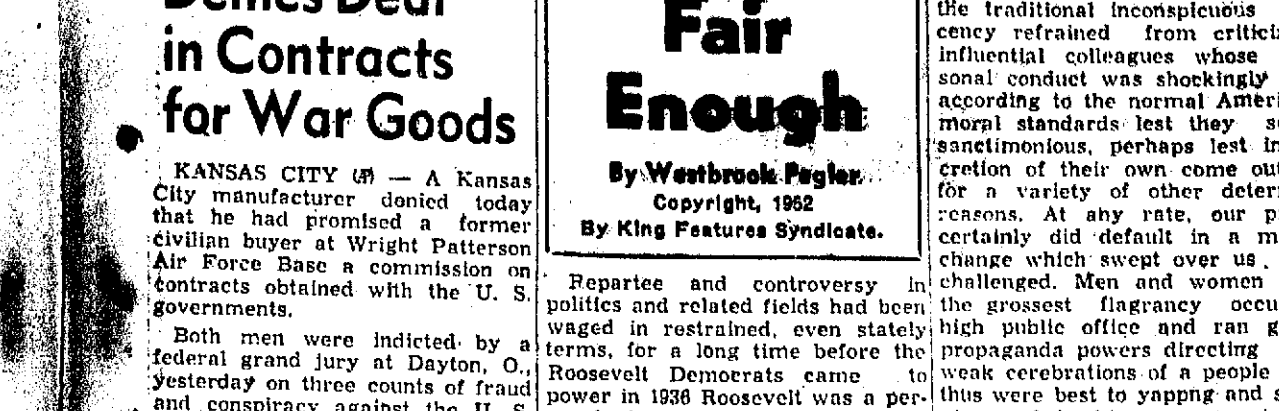 Denies Deal
in Contracts
for War Goods
KANSAS CITY (AP) — A Kansas
City manufacturer denied today
that he had promised a former
civilian buyer at Wright Patterson
Air Force Base a commission on
contracts obtained with the U. S.
governments.
Both men were indicted by a
federal grand jury at Dayton, O.,
yesterday on three counts of fraud
and conspiracy against the U. S.
Fair
Enough
By Westbrook Pegler
Copyright, 1952
By King Features Syndicate.
Repartee and controversy in
politics and related fields had been
waged in restrained, even stately
terms, for a long time before the
Roosevelt Democrats came to
power in 1936 Roosevelt was a per-
the traditional inconspicuous
cency refrained from critici
influential colleagues whose
sonal conduct was shockingly
according to the normal Ameri
moral standards lest they s
sanctimonious, perhaps lest in
cretion of their own come out
for a variety of other deter
reasons. At any rate, our p
certainly did default in a m
change which swept over us
challenged. Men and women
the grossest flagrancy occu
high public office and ran g
propaganda powers directing
weak cerebrations of a people
thus were best to yappng and s